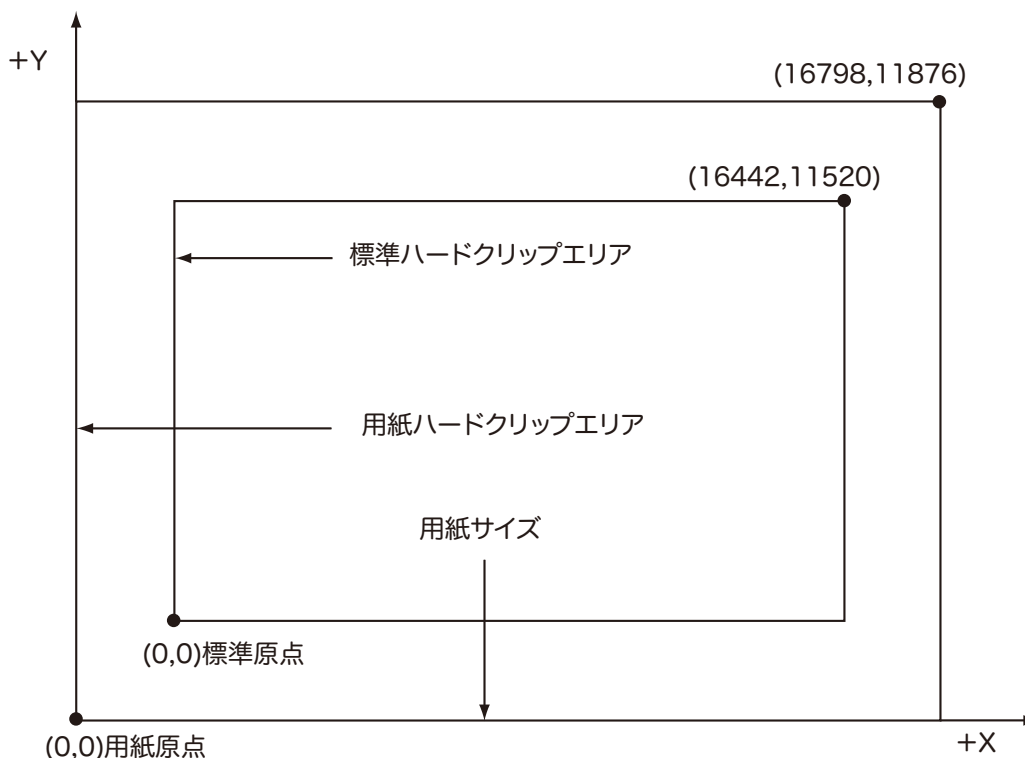 +Y
(16798,11876)
(16442,11520)
標準ハードクリップエリア
用紙ハードクリップエリア
用紙サイズ
(0,0)標準原点
(0,0)用紙原点
+X